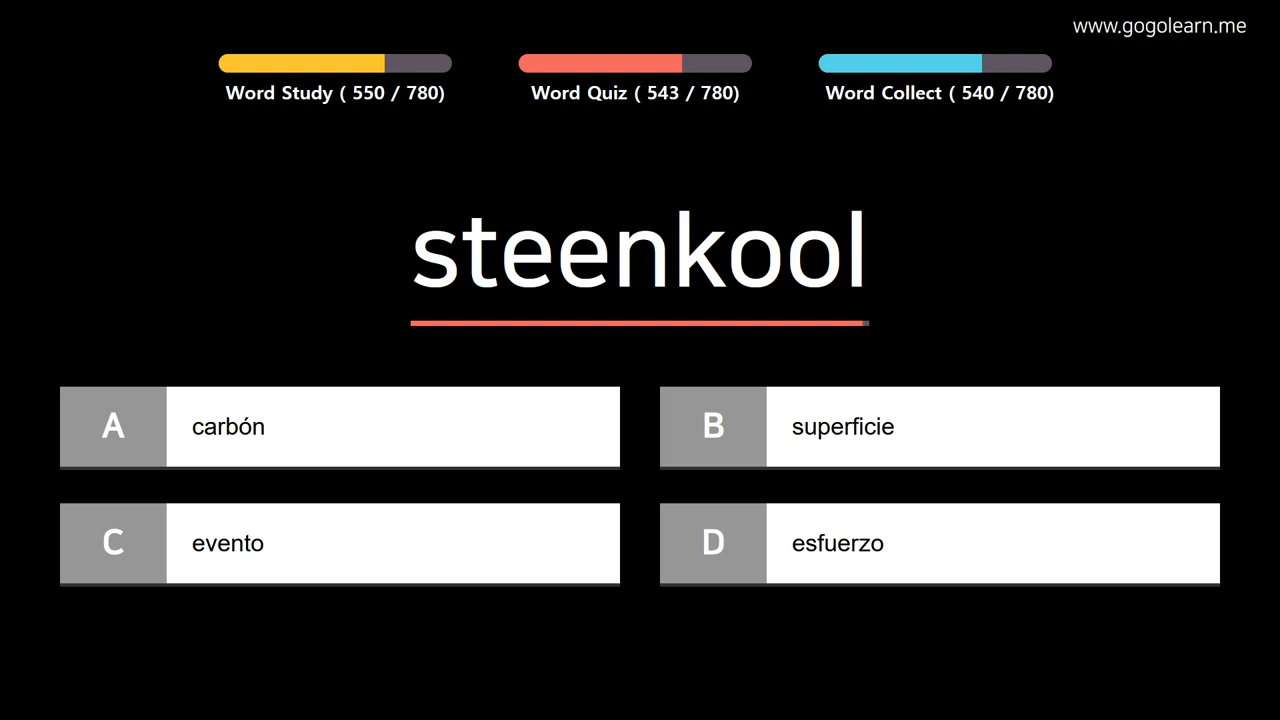 www.gogolearn.me
Word Study ( 550 / 780)
Word Quiz ( 543 / 780)
Word Collect ( 540 / 780)
steenkool
A carbón
B superficie
C evento
D esfuerzo